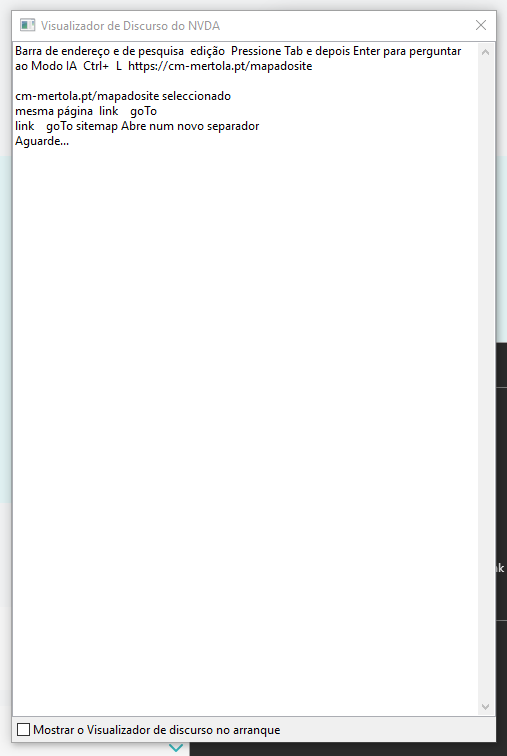 Visualizador de Discurso do NVDA
Barra de endereço e de pesquisa  edição  Pressione Tab e depois Enter para perguntar
ao Modo IA  Ctrl+  L  https://cm-mertola.pt/mapadosite
cm-mertola.pt/mapadosite seleccionado
mesma página  link    goTo
link    goTo sitemap Abre num novo separador
Aguarde...
Mostrar o Visualizador de discurso no arranque